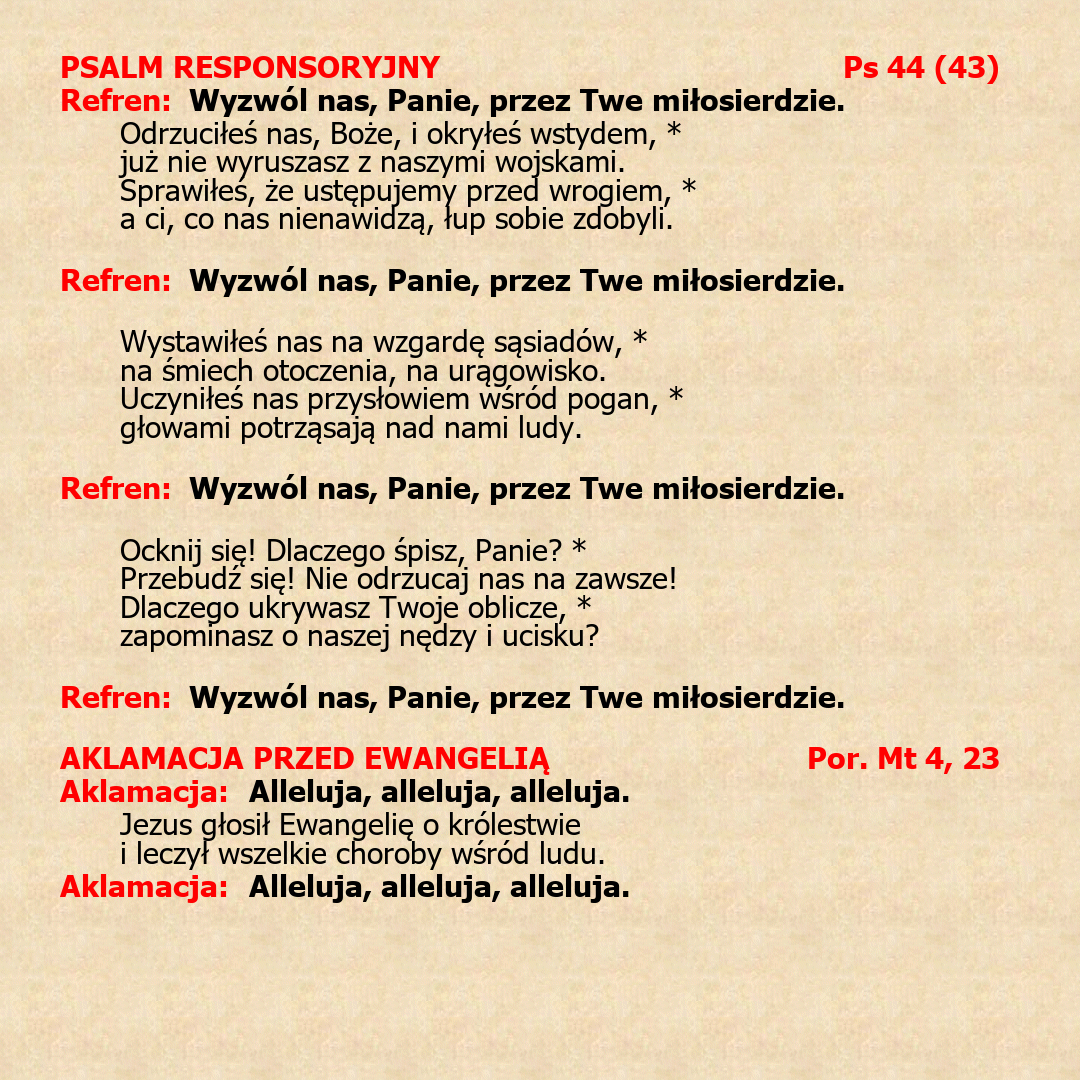 PSALM RESPONSORYJNY Ps 44 (43)
Refren: Wyzwól nas, Panie, przez Twe miłosierdzie.
Odrzuciłeś nas, Boże, i okryłeś wstydem, *
już nie wyruszasz z naszymi wojskami.
Sprawiłeś, że ustępujemy przed wrogiem, *
a ci, co nas nienawidzą, łup sobie zdobyli.
Refren: Wyzwól nas, Panie, przez Twe miłosierdzie.
Wystawiłeś nas na wzgardę sąsiadów, *
na śmiech otoczenia, na urągowisko.
Uczyniłeś nas przysłowiem wśród pogan, *
głowami potrząsają nad nami ludy.
Refren: Wyzwól nas, Panie, przez Twe miłosierdzie.
Ocknij się! Dlaczego śpisz, Panie? *
Przebudź się! Nie odrzucaj nas na zawsze!
Dlaczego ukrywasz Twoje oblicze, *
zapominasz o naszej nędzy i ucisku?
Refren: Wyzwól nas, Panie, przez Twe miłosierdzie.
AKLAMACJA PRZED EWANGELIĄ Por. Mt 4, 23
Aklamacja: Alleluja, alleluja, alleluja.
Jezus głosił Ewangelię o królestwie
i leczył wszelkie choroby wśród ludu.
Aklamacja: Alleluja, alleluja, alleluja.